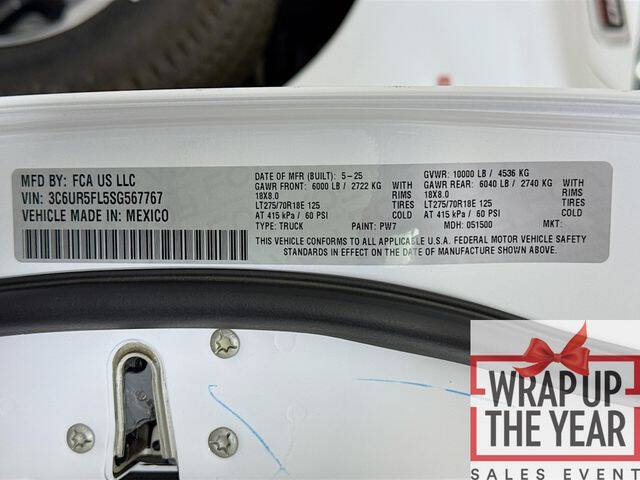 MFD BY: FCA US LLC
VIN: 3C6UR5FL5SG567767
VEHICLE MADE IN: MEXICO
DATE OF MFR (BUILT): 5-25
GAWR FRONT: 6000 LB / 2722 KG
18X8.0 WITH RIMS
LT275/70R18E 125 TIRES
AT 415 kPa / 60 PSI COLD
TYPE: TRUCK PAINT: PW7
GVWR: 10000 LB / 4536 KG
GAWR REAR: 6040 LB / 2740 KG
18X8.0 WITH RIMS
LT275/70R18E 125 TIRES
AT 415 kPa / 60 PSI COLD
MDH: 051500 MKT:
THIS VEHICLE CONFORMS TO ALL APPLICABLE U.S.A. FEDERAL MOTOR VEHICLE SAFETY
STANDARDS IN EFFECT ON THE DATE OF MANUFACTURE SHOWN ABOVE.
WRAP UP
THE YEAR
SALES EVENT